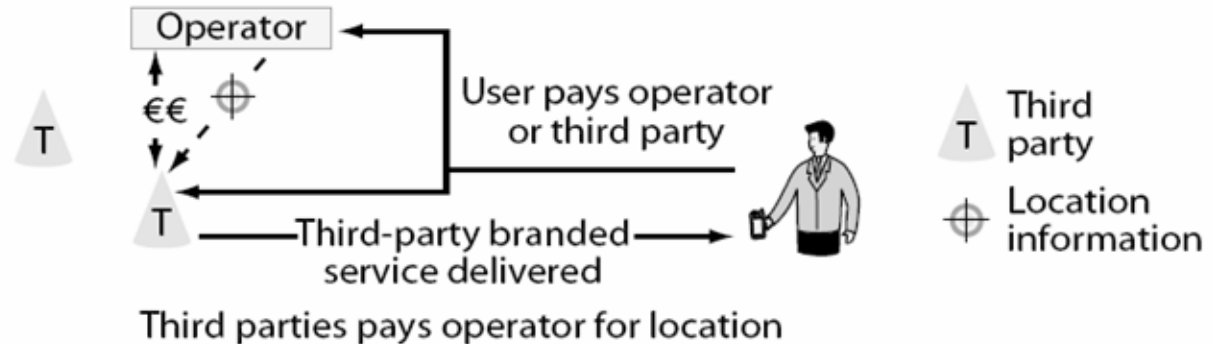 Operator
€€
User pays operator
or third party
T
T
Third-party branded
service delivered
T
Third
party
Location
information
Third parties pays operator for location